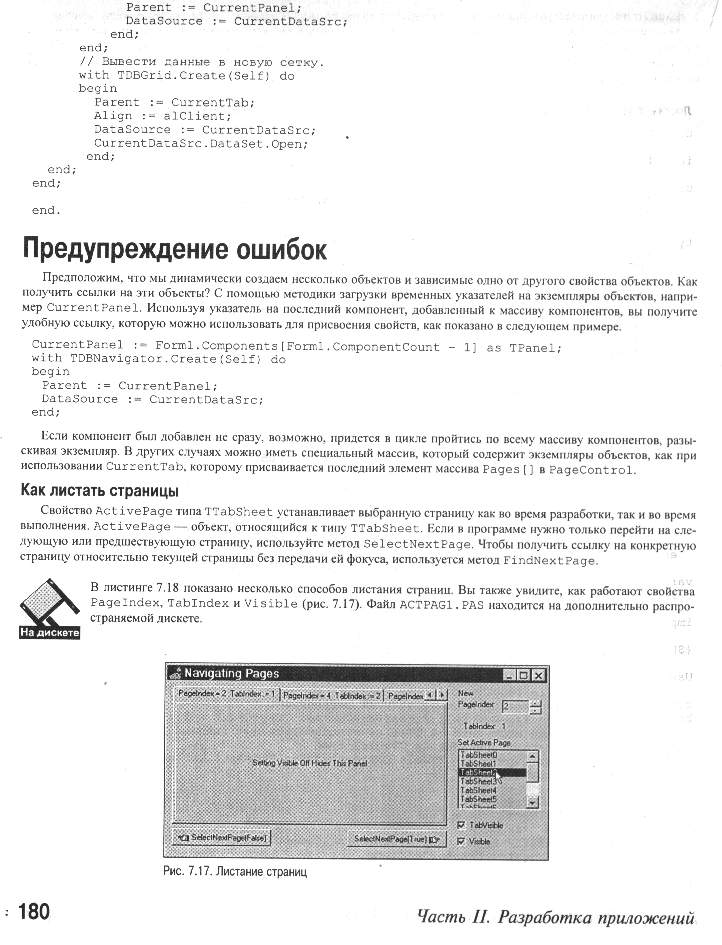 Parent := CurrentPanel;
DataSource := CurrentDataSrc;
end;
end;
// Вывести данные в новую сетку.
with TDBGrid.Create(Self) do
begin
Parent := CurrentTab;
Align := alClient;
DataSource := CurrentDataSrc;
CurrentDataSrc.DataSet.Open;
end;
end;
end;
end.
Предупреждение ошибок
Предположим, что мы динамически создаем несколько объектов и зависимые одно от другого свойства объектов. Как
получить ссылки на эти объекты? С помощью методики загрузки временных указателей на экземпляры объектов, напри-
мер CurrentPanel. Используя указатель на последний компонент, добавленный к массиву компонентов, вы получите
удобную ссылку, которую можно использовать для присвоения свойств, как показано в следующем примере.
CurrentPanel := Form1.Components[Form1.ComponentCount - 1] as TPanel;
with TDBNavigator.Create(Self) do
begin
Parent := CurrentPanel;
DataSource := CurrentDataSrc;
end;
Если компонент был добавлен не сразу, возможно, придется в цикле пройтись по всему массиву компонентов, разы-
скивая экземпляр. В других случаях можно иметь специальный массив, который содержит экземпляры объектов, как при
использовании CurrentTab, которому присваивается последний элемент массива Pages[] в PageControl.
Как листать страницы
Свойство ActivePage типа TTabSheet устанавливает выбранную страницу как во время разработки, так и во время
выполнения. ActivePage — объект, относящийся к типу TTabSheet. Если в программе нужно только перейти на сле-
дующую или предшествующую страницу, используйте метод SelectNextPage. Чтобы получить ссылку на конкретную
страницу относительно текущей страницы без передачи ей фокуса, используется метод FindNextPage.
В листинге 7.18 показано несколько способов листания страниц. Вы также увидите, как работают свойства
PageIndex, TabIndex и Visible (рис. 7.17). Файл ACTPAG1.PAS находится на дополнительно распро-
страняемой дискете.
На дискете
Navigating Pages
PageIndex = 2 TabIndex = 1 PageIndex = 4 TabIndex = 2 PageIndex
New
PageIndex 2
TabIndex 1
Set Active Page
TabSheet0
TabSheet1
TabSheet2
TabSheet3
TabSheet4
TabSheet5
Setting Visible Off Hides This Panel
SelectNextPage(False) SelectNextPage(True)
TabVisible
Visible
Рис. 7.17. Листание страниц
180 Часть II. Разработка приложений